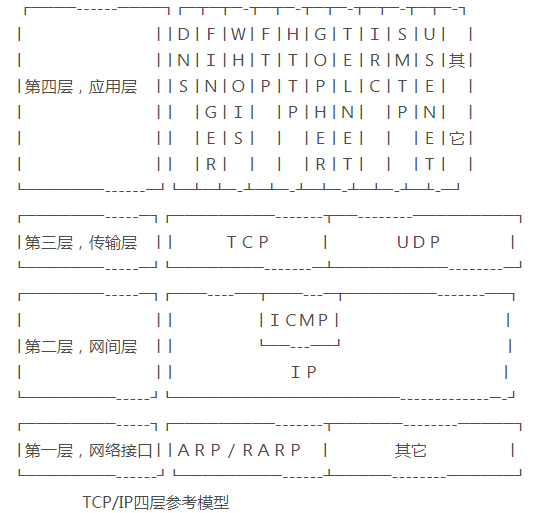 D F W F H G T I S U
N I H T T O E R M S 其
第四层，应用层 S N O P T P L C T E
G I P H N P N
E S E E E 它
R R T T
第三层，传输层 TCP UDP
ICMP
第二层，网间层
IP
第一层，网络接口 ARP/RARP 其它
TCP/IP四层参考模型